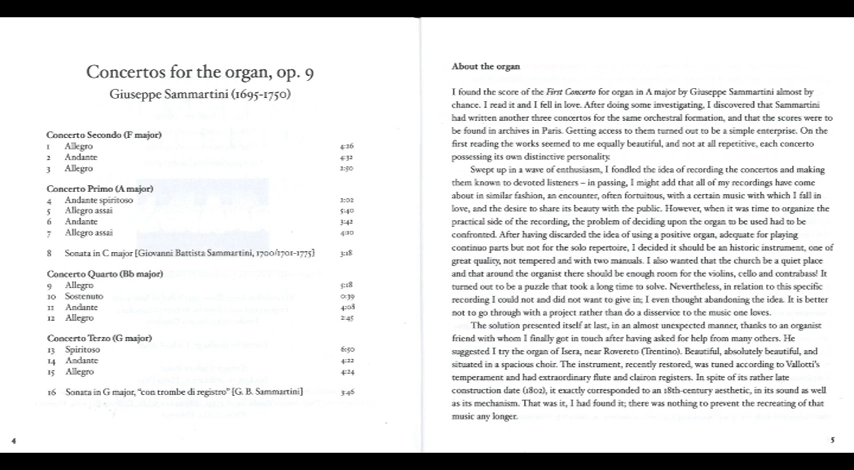 Concertos for the organ, op. 9
Giuseppe Sammartini (1695-1750)
Concerto Secondo (F major)
1 Allegro 4:26
2 Andante 4:32
3 Allegro 2:50
Concerto Primo (A major)
4 Andante spiritoso 2:02
5 Allegro assai 5:40
6 Andante 3:42
7 Allegro assai 4:10
8 Sonata in C major [Giovanni Battista Sammartini, 1700/1701-1775] 3:18
Concerto Quarto (Bb major)
9 Allegro 5:18
10 Sostenuto 0:39
11 Andante 4:08
12 Allegro 2:45
Concerto Terzo (G major)
13 Spiritoso 6:50
14 Andante 4:22
15 Allegro 4:24
16 Sonata in G major, "con trombe di registro" [G. B. Sammartini] 3:46
4
About the organ
I found the score of the First Concerto for organ in A major by Giuseppe Sammartini almost by
chance. I read it and I fell in love. After doing some investigating, I discovered that Sammartini
had written another three concertos for the same orchestral formation, and that the scores were to
be found in archives in Paris. Getting access to them turned out to be a simple enterprise. On the
first reading the works seemed to me equally beautiful, and not at all repetitive, each concerto
possessing its own distinctive personality.
Swept up in a wave of enthusiasm, I fondled the idea of recording the concertos and making
them known to devoted listeners – in passing, I might add that all of my recordings have come
about in similar fashion, an encounter, often fortuitous, with a certain music with which I fall in
love, and the desire to share its beauty with the public. However, when it was time to organize the
practical side of the recording, the problem of deciding upon the organ to be used had to be
confronted. After having discarded the idea of using a positive organ, adequate for playing
continuo parts but not for the solo repertoire, I decided it should be an historic instrument, one of
great quality, not tempered and with two manuals. I also wanted that the church be a quiet place
and that around the organist there should be enough room for the violins, cello and contrabass! It
turned out to be a puzzle that took a long time to solve. Nevertheless, in relation to this specific
recording I could not and did not want to give in; I even thought abandoning the idea. It is better
not to go through with a project rather than do a disservice to the music one loves.
The solution presented itself at last, in an almost unexpected manner, thanks to an organist
friend with whom I finally got in touch after having asked for help from many others. He
suggested I try the organ of Isera, near Rovereto (Trentino). Beautiful, absolutely beautiful, and
situated in a spacious choir. The instrument, recently restored, was tuned according to Vallotti's
temperament and had extraordinary flute and clairon registers. In spite of its rather late
construction date (1802), it exactly corresponded to an 18th-century aesthetic, in its sound as well
as its mechanism. That was it, I had found it; there was nothing to prevent the recreating of that
music any longer.
5